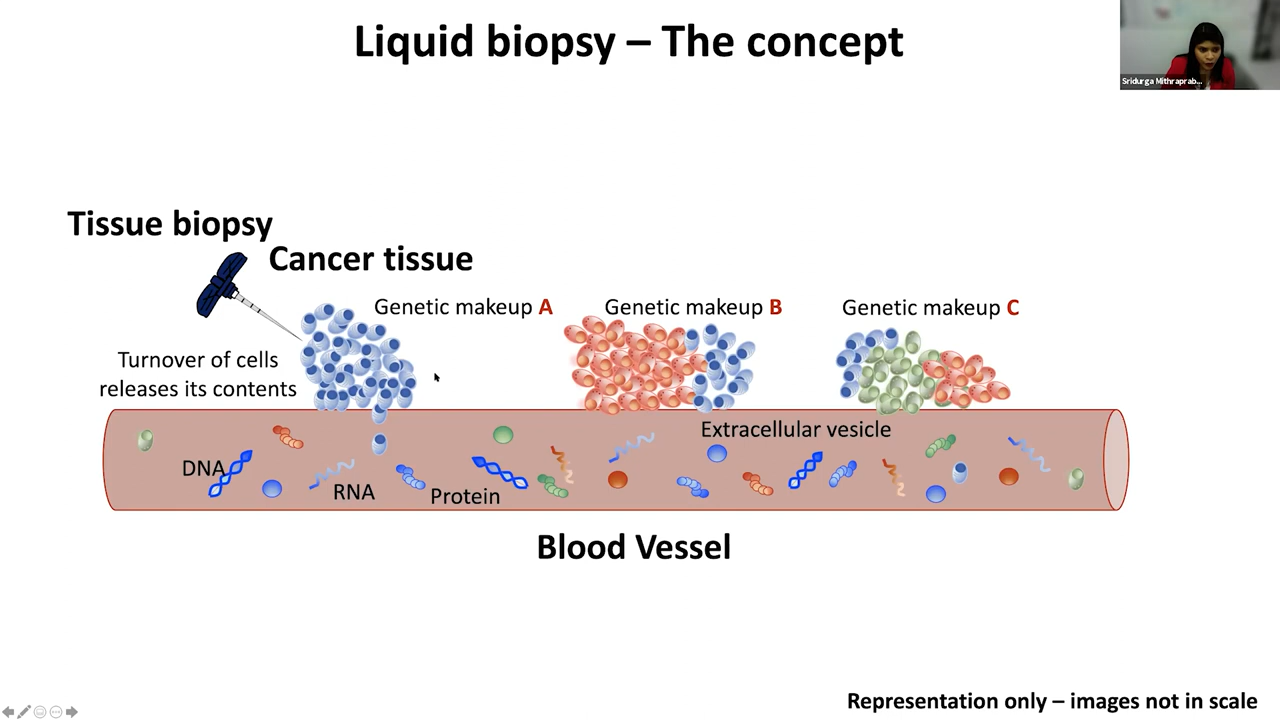 Liquid biopsy – The concept
Sridurga Mithraprab...
Tissue biopsy
Cancer tissue
Genetic makeup A
Genetic makeup B
Genetic makeup C
Turnover of cells
releases its contents
Extracellular vesicle
DNA
RNA
Protein
Blood Vessel
Representation only – images not in scale